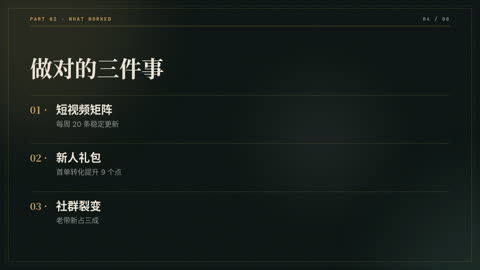 PART 02 · WHAT WORKED
04 / 08
做对的三件事
01 · 短视频矩阵
每周 20 条稳定更新
02 · 新人礼包
首单转化提升 9 个点
03 · 社群裂变
老带新占三成